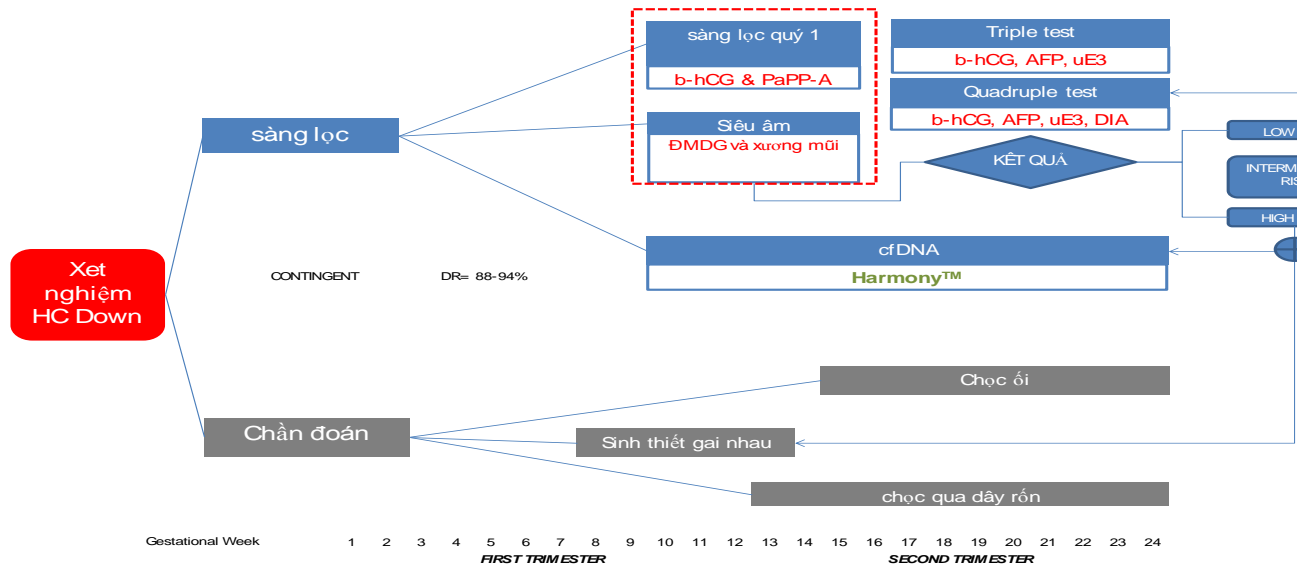 sàng lọc quý 1
b-hCG & PaPP-A
Triple test
b-hCG, AFP, uE3
Quadruple test
b-hCG, AFP, uE3, DIA
sàng lọc
Siêu âm
ĐMDG và xương mũi
KẾT QUẢ
LOW
INTERM
RIS
HIGH
cfDNA
Harmony™
Xet
nghiệm
HC Down
CONTINGENT
DR= 88-94%
Chọc ối
Chần đoán
Sinh thiết gai nhau
chọc qua dây rốn
Gestational Week 1 2 3 4 5 6 7 8 9 10 11 12 13 14 15 16 17 18 19 20 21 22 23 24
FIRST TRIMESTER SECOND TRIMESTER